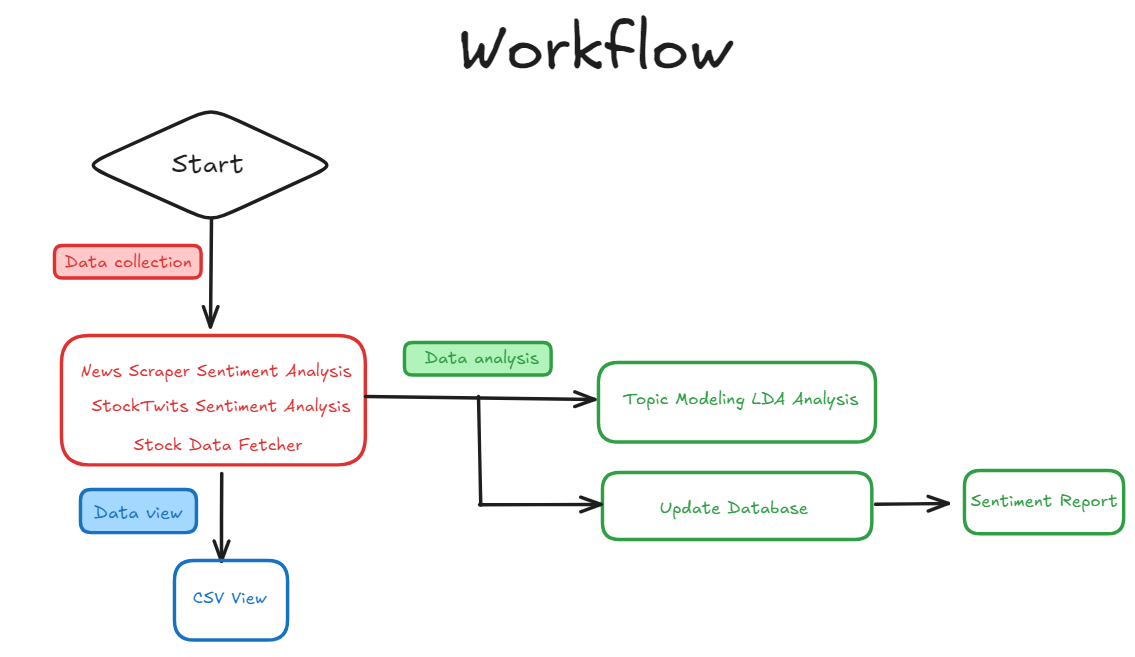 Workflow
Start
Data collection
News Scraper Sentiment Analysis
StockTwits Sentiment Analysis
Stock Data Fetcher
Data analysis
Topic Modeling LDA Analysis
Update Database
Sentiment Report
Data view
CSV View